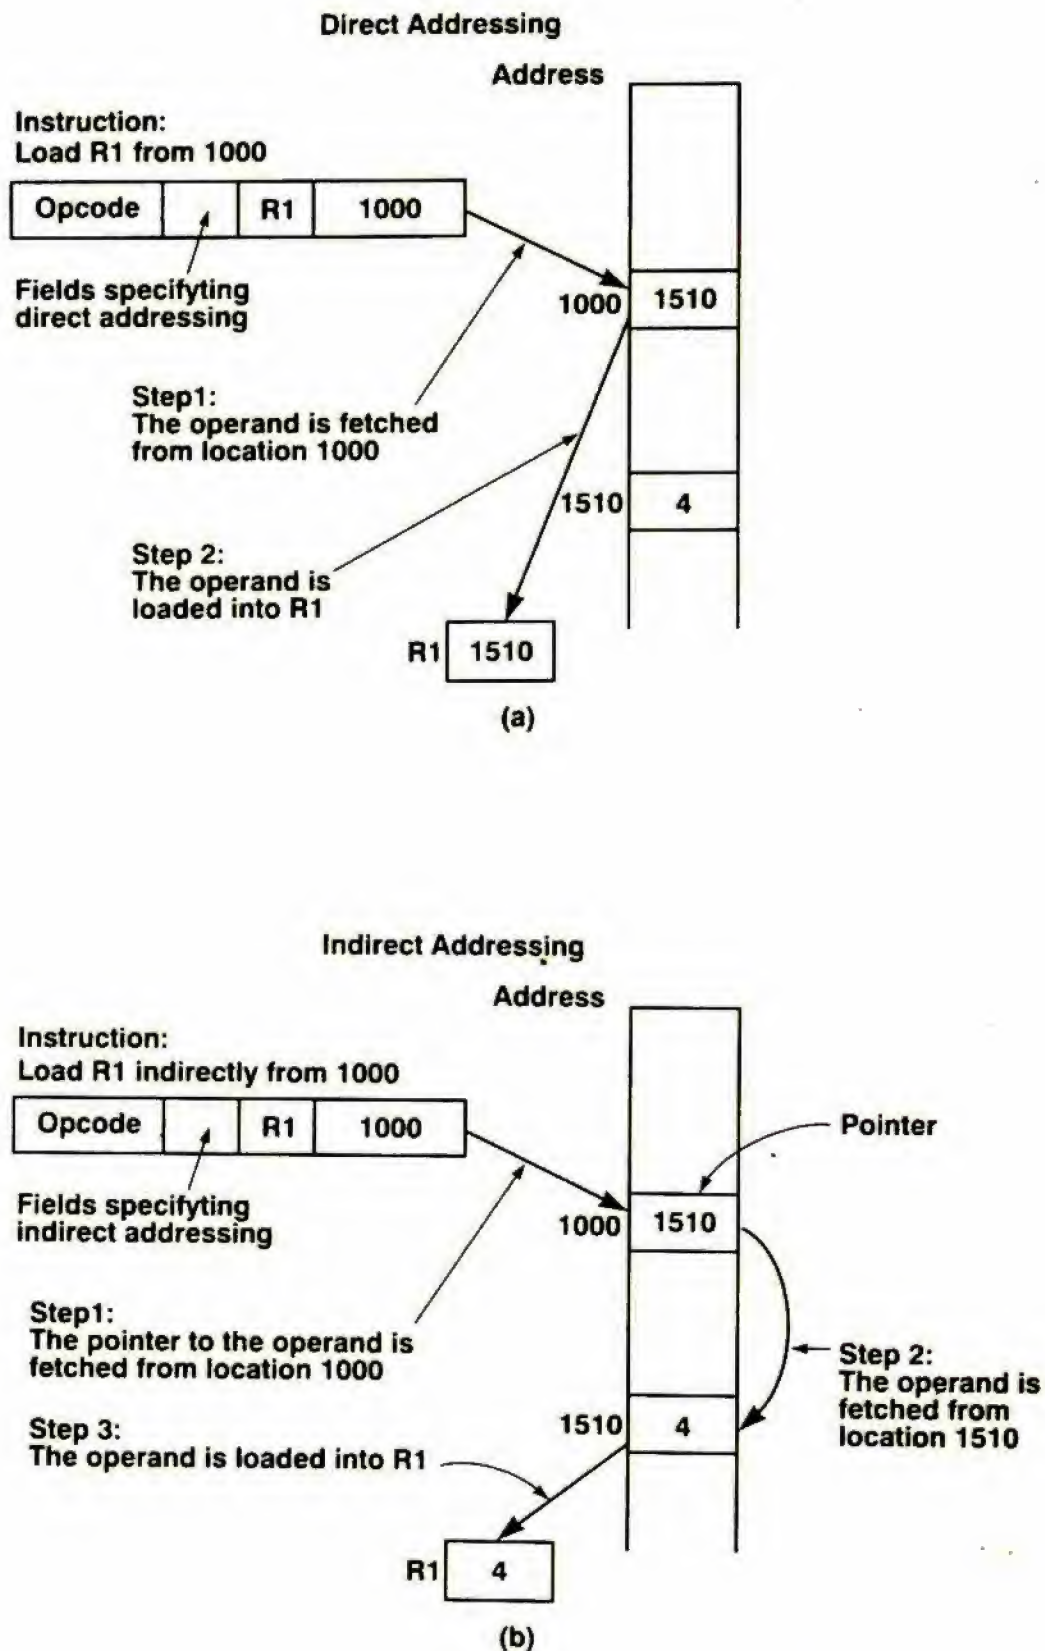 Direct Addressing
Address
Instruction:
Load R1 from 1000
Opcode R1 1000
Fields specifyting
direct addressing
1000 1510
Step1:
The operand is fetched
from location 1000
1510 4
Step 2:
The operand is
loaded into R1
R1 1510
(a)
Indirect Addressing
Address
Instruction:
Load R1 indirectly from 1000
Opcode R1 1000
Pointer
Fields specifyting
indirect addressing
1000 1510
Step1:
The pointer to the operand is
fetched from location 1000
Step 2:
The operand is
fetched from
location 1510
1510 4
Step 3:
The operand is loaded into R1
R1 4
(b)